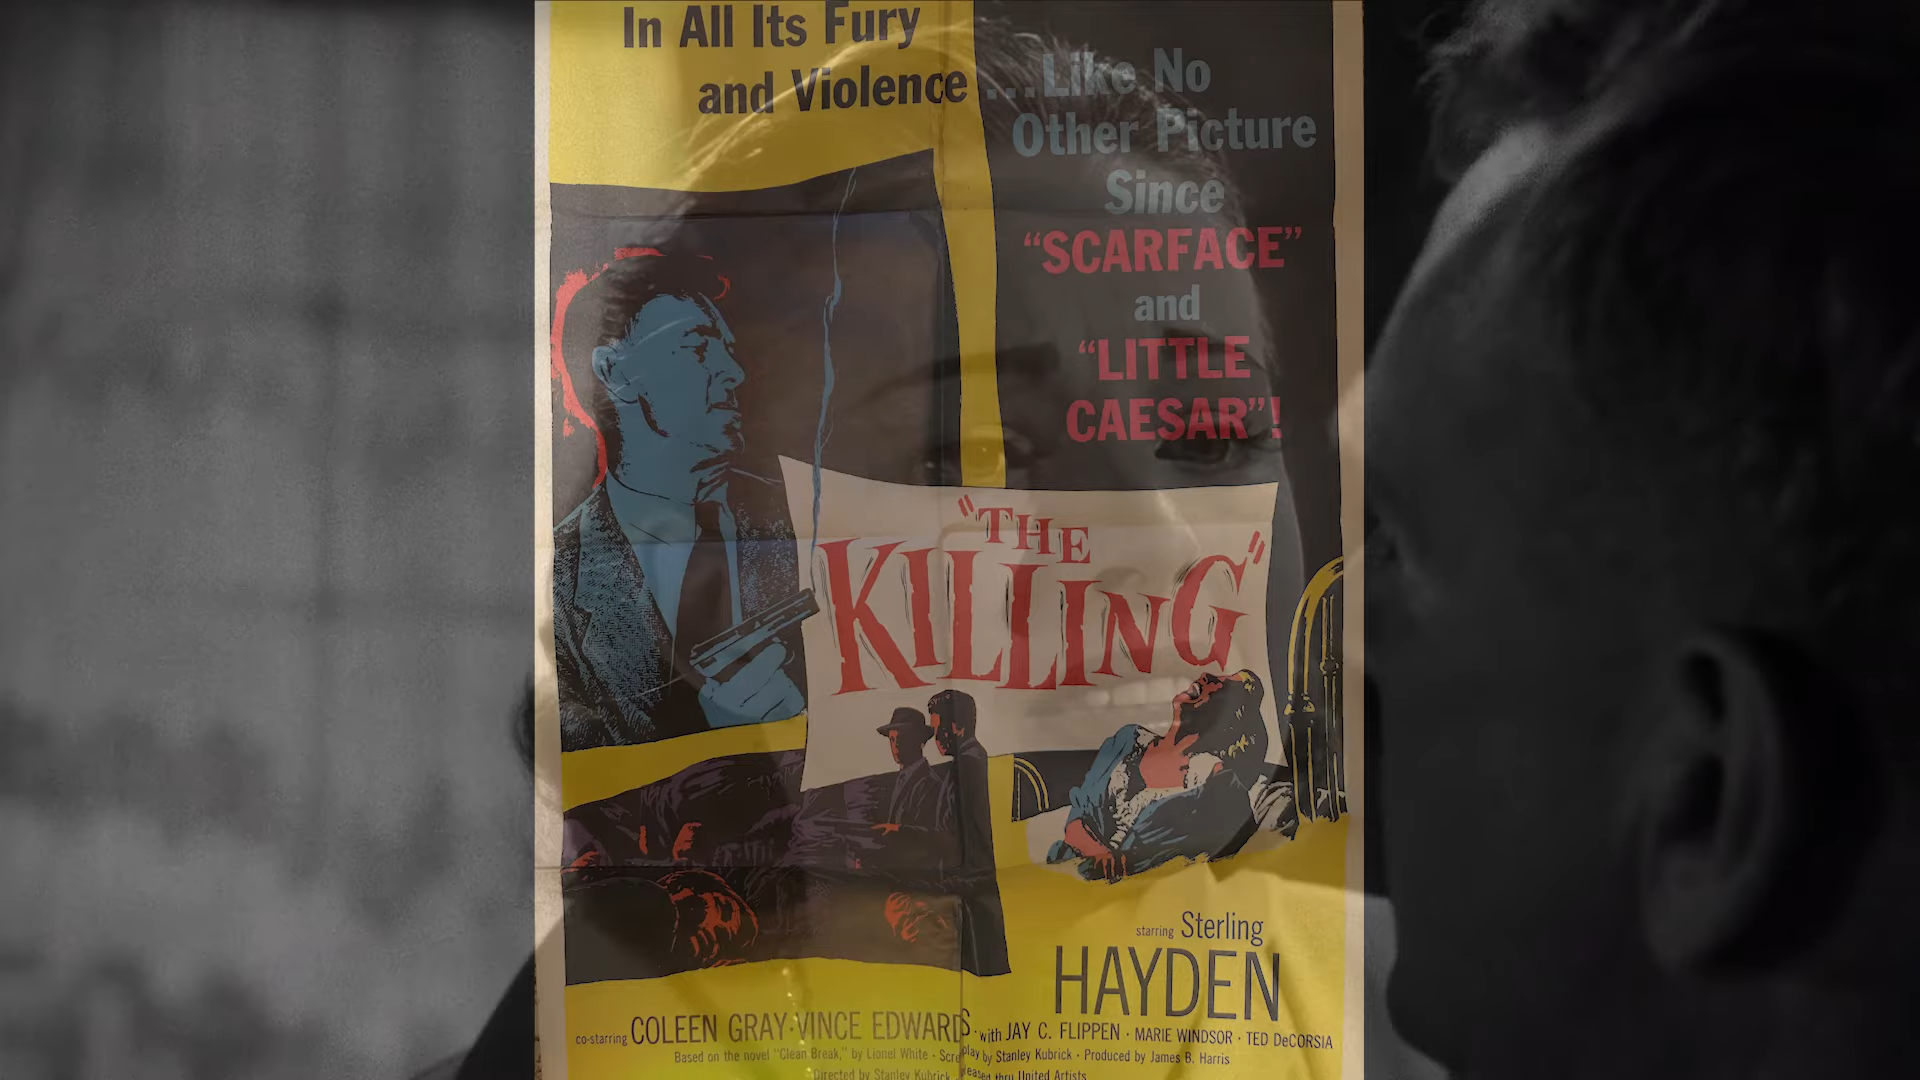 In All Its Fury
and Violence
...Like No
Other Picture
Since
“SCARFACE”
and
“LITTLE
CAESAR”!
"THE
KILLING"
starring Sterling
HAYDEN
co-starring COLEEN GRAY·VINCE EDWARDS· with JAY C. FLIPPEN · MARIE WINDSOR · TED DeCORSIA
Based on the novel “Clean Break,” by Lionel White · Screenplay by Stanley Kubrick · Produced by James B. Harris
Directed by Stanley Kubrick · Released thru United Artists